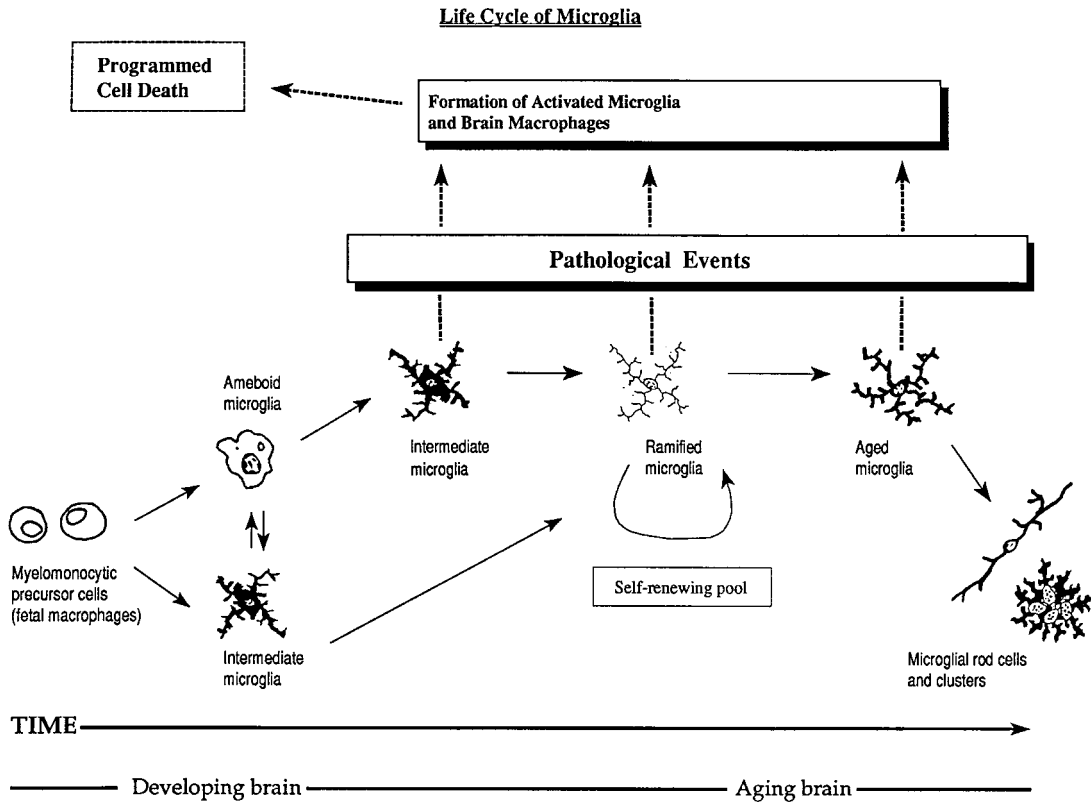 Life Cycle of Microglia
Programmed
Cell Death
Formation of Activated Microglia
and Brain Macrophages
Pathological Events
Ameboid
microglia
Intermediate
microglia
Ramified
microglia
Aged
microglia
Myelomonocytic
precursor cells
(fetal macrophages)
Self-renewing pool
Intermediate
microglia
Microglial rod cells
and clusters
TIME
Developing brain
Aging brain